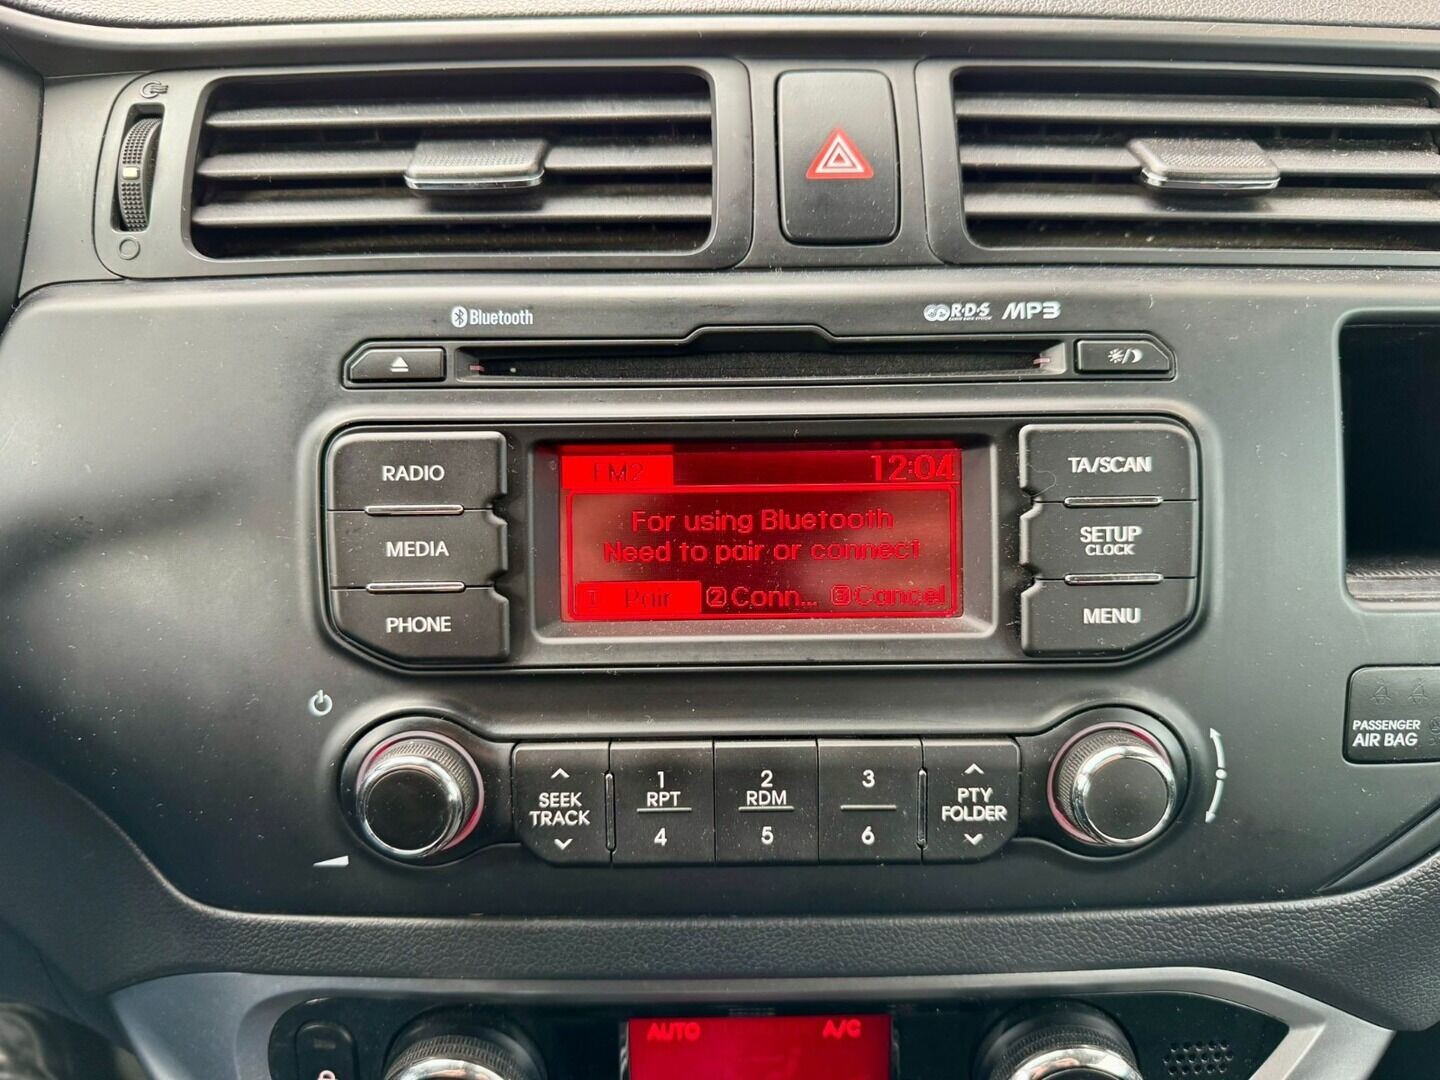 Bluetooth
R·D·S MP3
RADIO
MEDIA
PHONE
FM2 12:04
For using Bluetooth
Need to pair or connect
1 Pair 2 Conn... 3 Cancel
TA/SCAN
SETUP
CLOCK
MENU
SEEK
TRACK
1
RPT
4
2
RDM
5
3
6
PTY
FOLDER
PASSENGER
AIR BAG
AUTO A/C